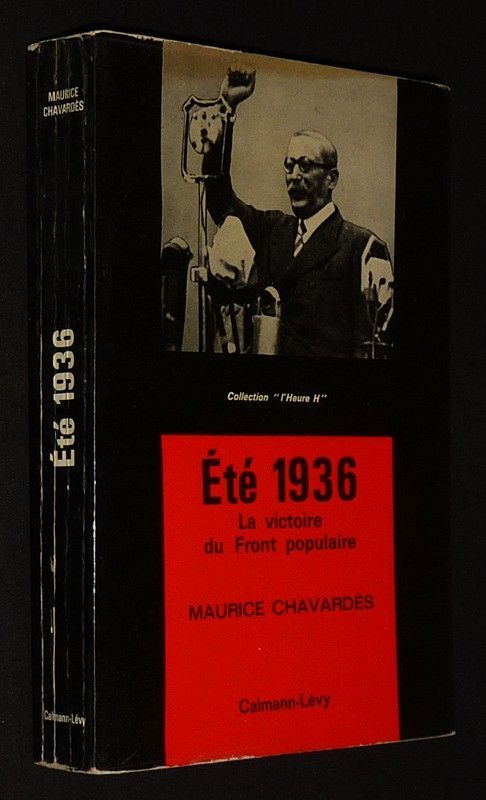 MAURICE
CHAVARDÈS
Été 1936
Calmann-Lévy
Collection "l'Heure H"
Été 1936
La victoire
du Front populaire
MAURICE CHAVARDÈS
Calmann-Lévy